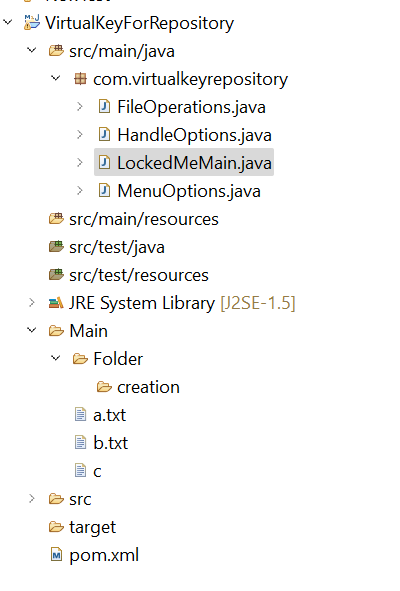 VirtualKeyForRepository
src/main/java
com.virtualkeyrepository
FileOperations.java
HandleOptions.java
LockedMeMain.java
MenuOptions.java
src/main/resources
src/test/java
src/test/resources
JRE System Library [J2SE-1.5]
Main
Folder
creation
a.txt
b.txt
c
src
target
pom.xml